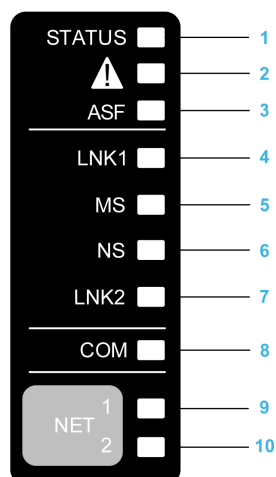 STATUS 1
2
ASF 3
LNK1 4
MS 5
NS 6
LNK2 7
COM 8
NET 1 9
2 10